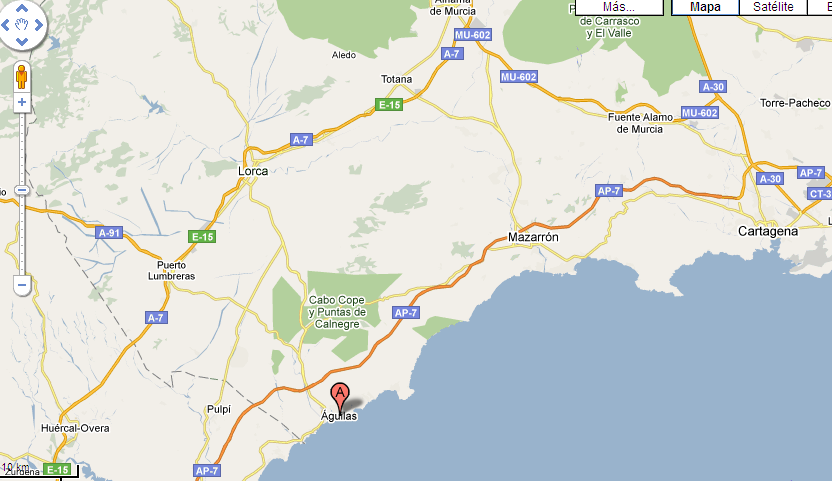 Más...
Mapa
Satélite
Alhama
de Murcia
de Carrasco
y El Valle
MU-602
Aledo
A-7
Totana
MU-602
A-30
E-15
Torre-Pacheco
MU-602
Fuente Alamo
de Murcia
A-7
Lorca
AP-7
A-30
AP-7
CT-3
A-91
E-15
Mazarrón
Cartagena
Puerto
Lumbreras
Cabo Cope
y Puntas de
Calnegre
AP-7
A-7
A
Águilas
Pulpí
Huércal-Overa
10 km
Zurgena
E-15
AP-7